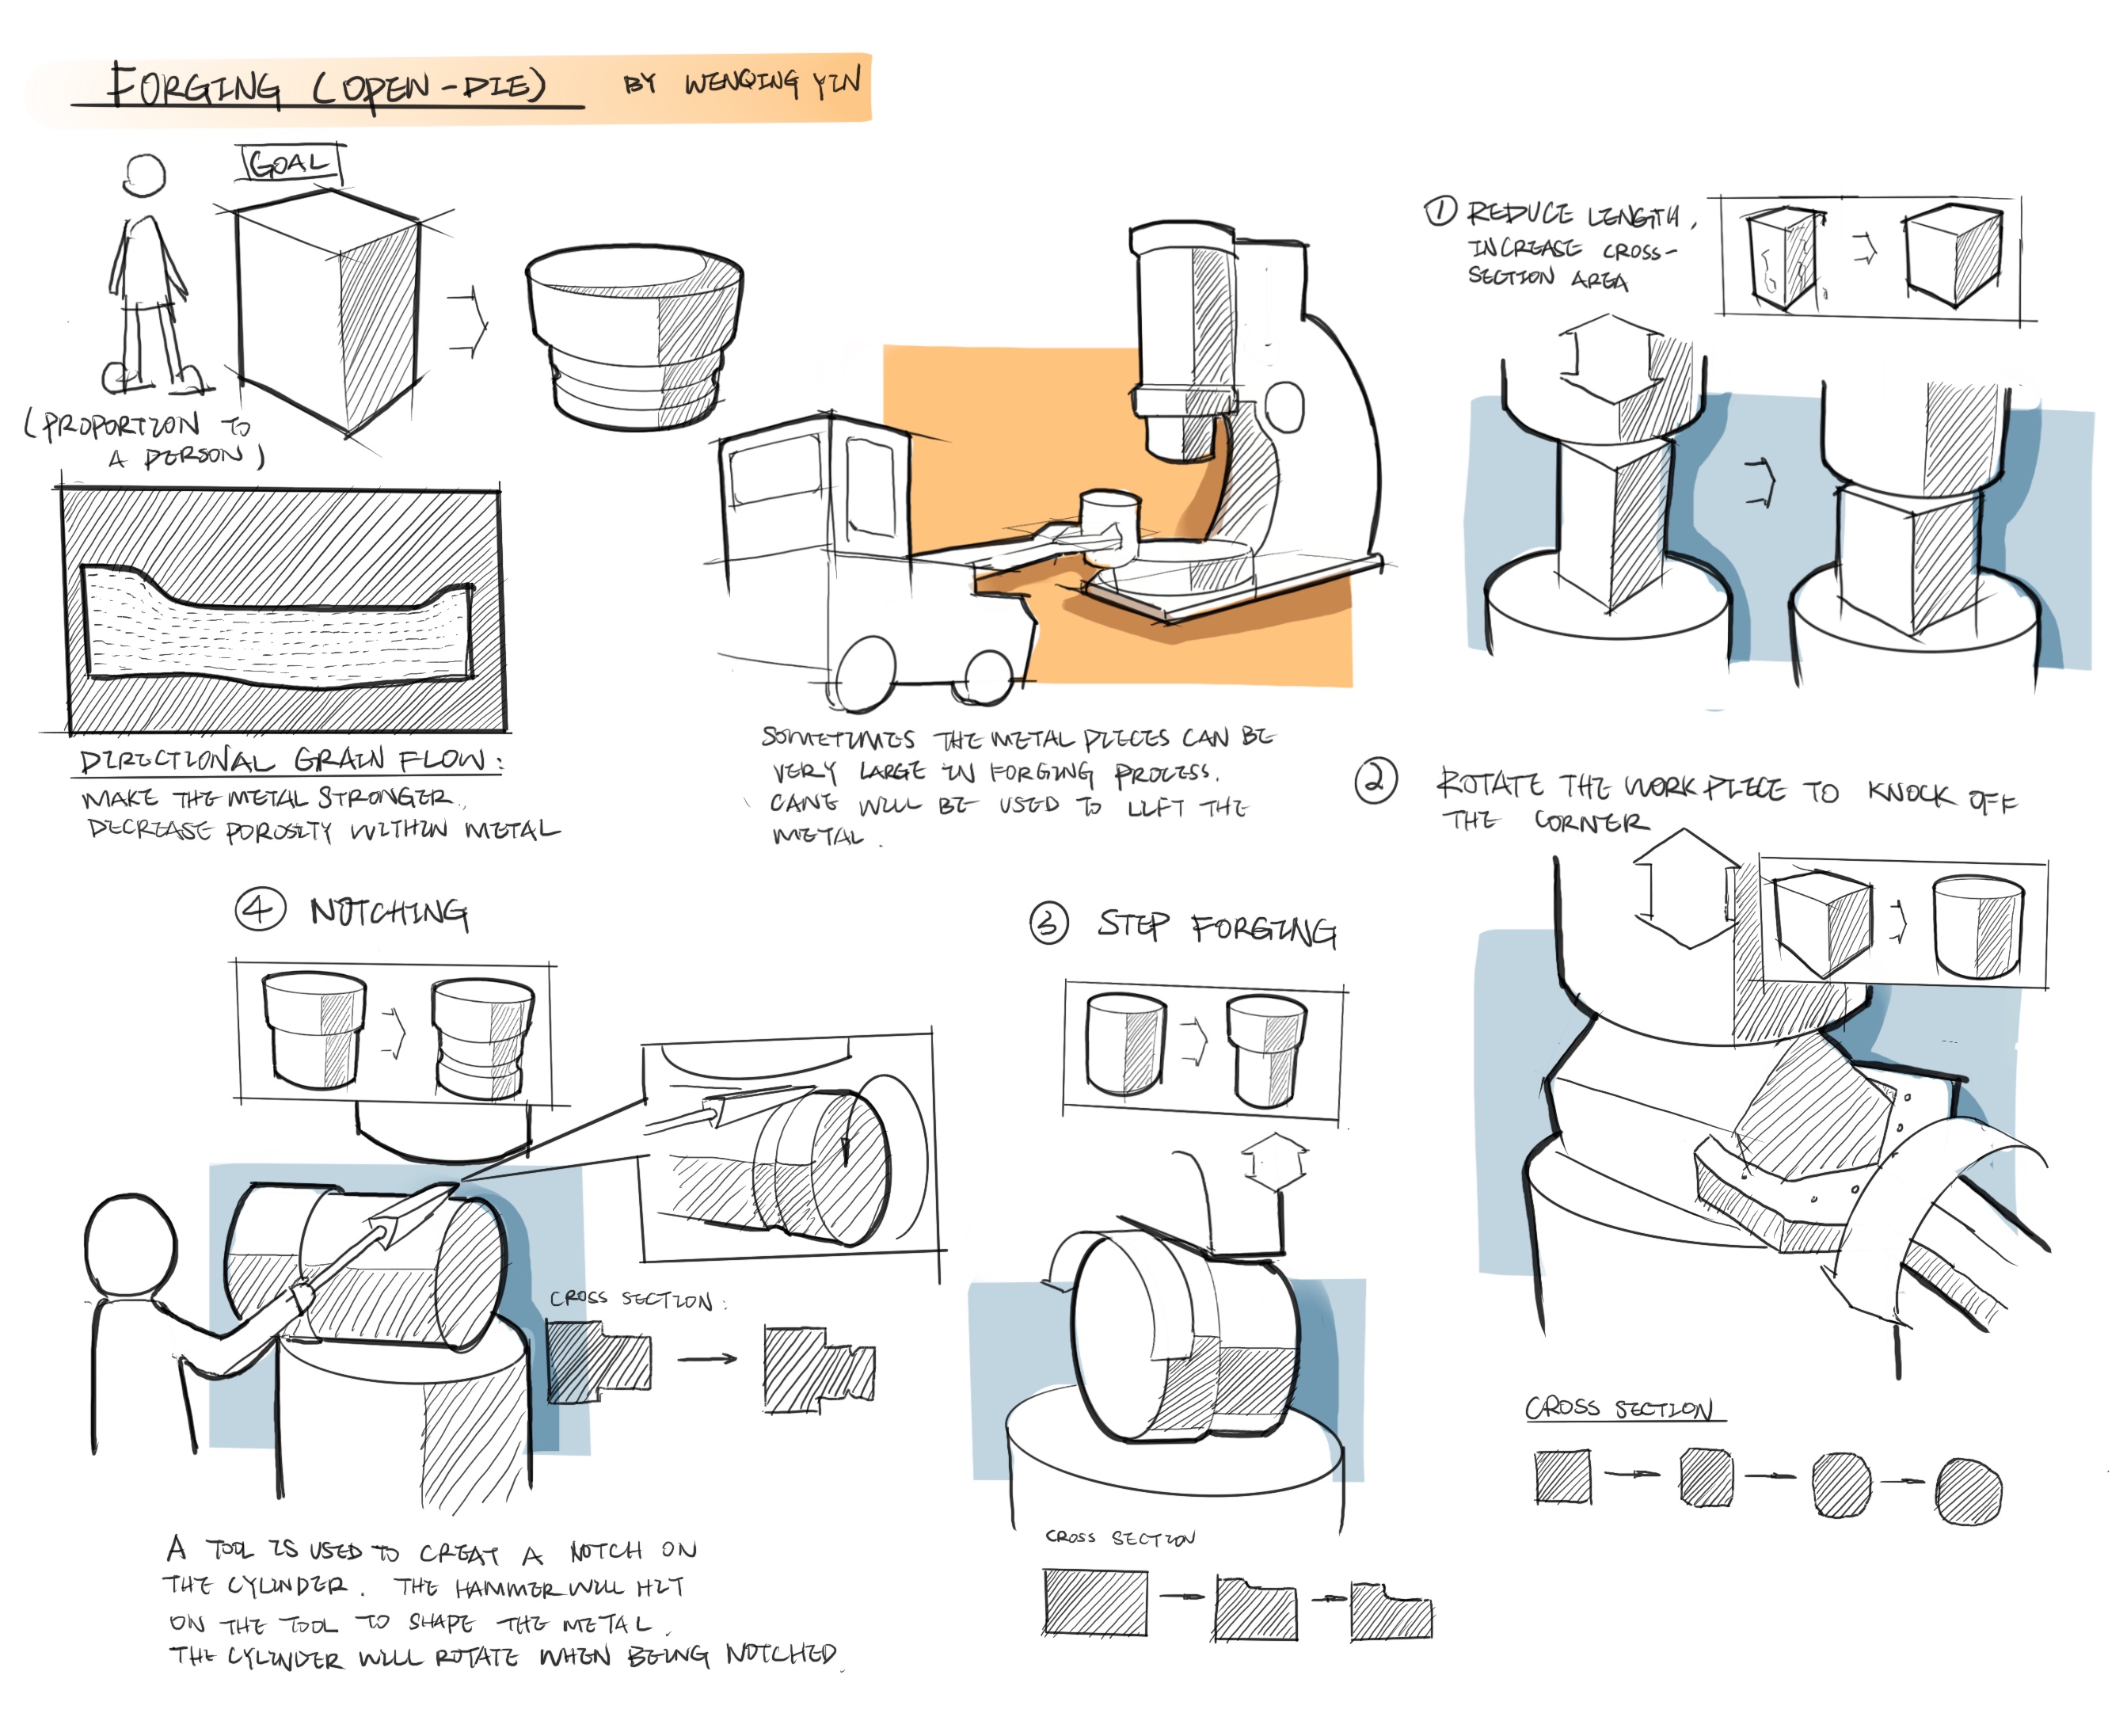 FORGING (OPEN-DIE) BY WENQING YIN
GOAL
(PROPORTION TO
A PERSON)
DIRECTIONAL GRAIN FLOW:
MAKE THE METAL STRONGER.
DECREASE POROSITY WITHIN METAL
SOMETIMES THE METAL PIECES CAN BE
VERY LARGE IN FORGING PROCESS.
CANE WILL BE USED TO LIFT THE
METAL.
① REDUCE LENGTH,
INCREASE CROSS-
SECTION AREA
② ROTATE THE WORK PIECE TO KNOCK OFF
THE CORNER
CROSS SECTION
③ STEP FORGING
CROSS SECTION
④ NOTCHING
CROSS SECTION:
A TOOL IS USED TO CREAT A NOTCH ON
THE CYLINDER. THE HAMMER WILL HIT
ON THE TOOL TO SHAPE THE METAL.
THE CYLINDER WILL ROTATE WHEN BEING NOTCHED.